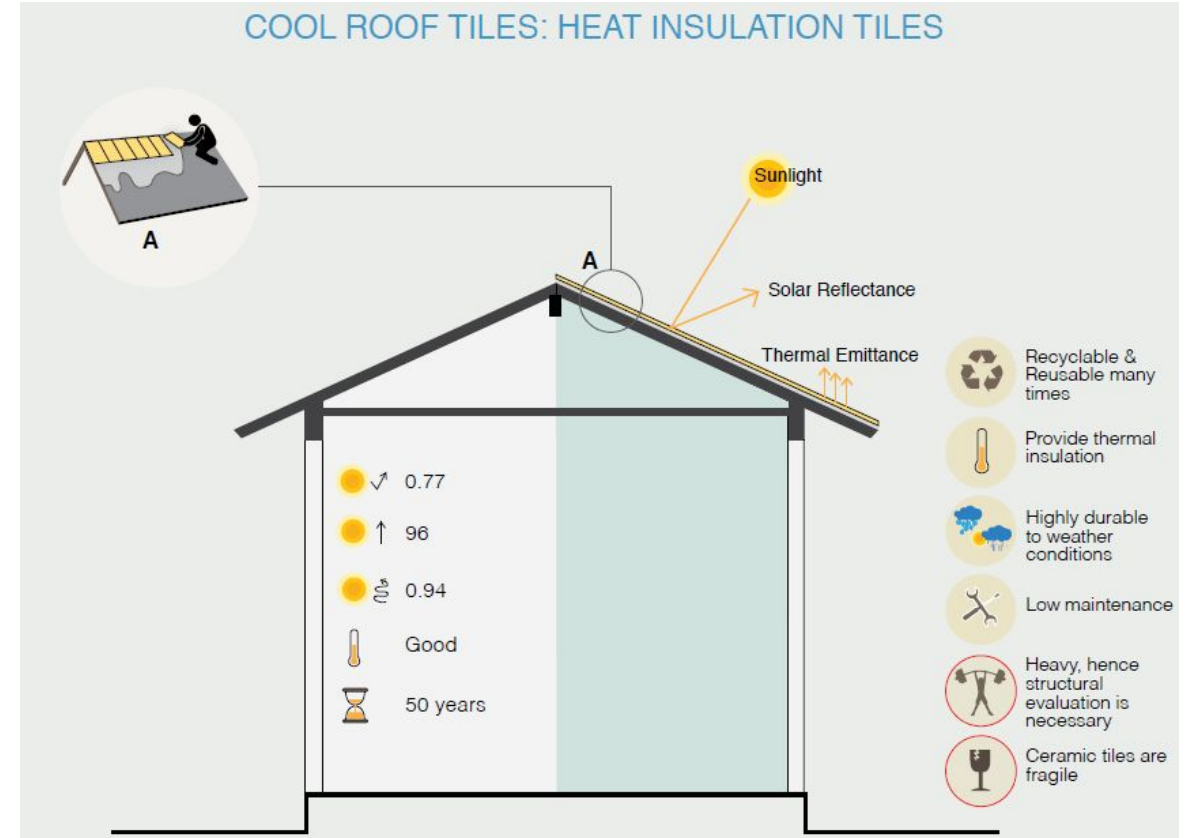 COOL ROOF TILES: HEAT INSULATION TILES
A
Sunlight
A
Solar Reflectance
Thermal Emittance
0.77
96
0.94
Good
50 years
Recyclable &
Reusable many
times
Provide thermal
insulation
Highly durable
to weather
conditions
Low maintenance
Heavy, hence
structural
evaluation is
necessary
Ceramic tiles are
fragile